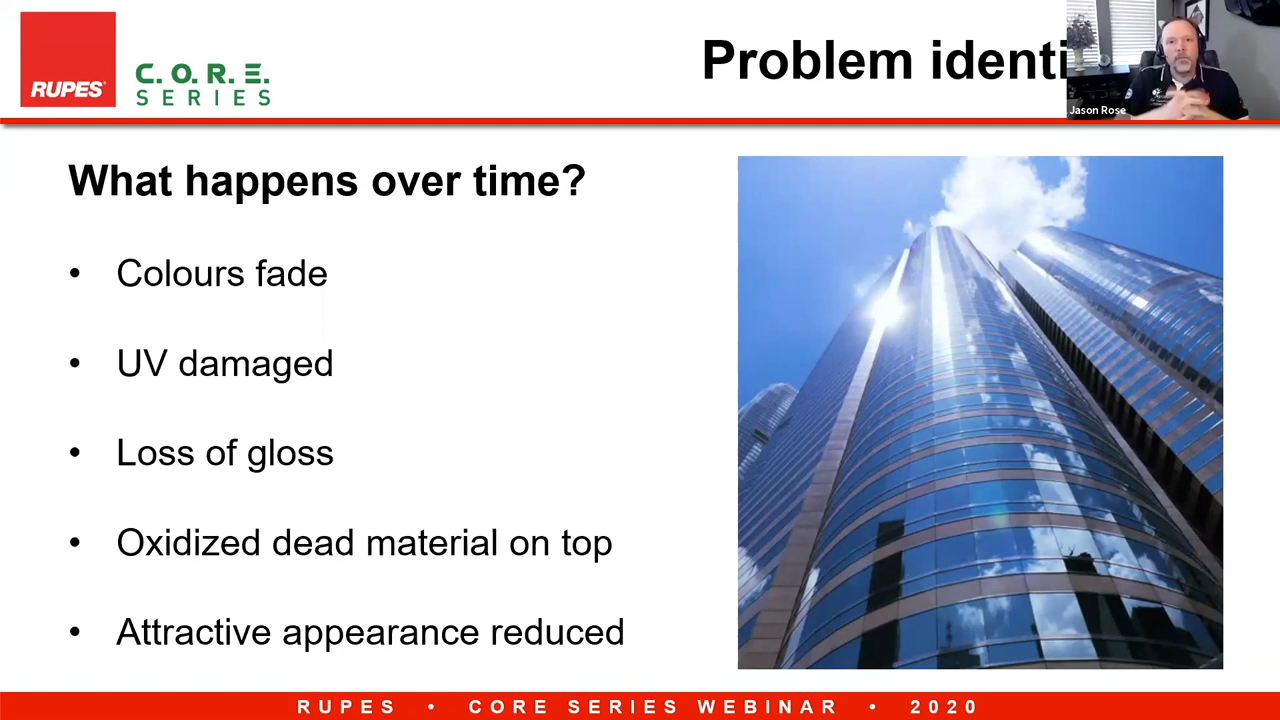 RUPES
C.O.R.E.
SERIES
Problem identi
Jason Rose
What happens over time?
• Colours fade
• UV damaged
• Loss of gloss
• Oxidized dead material on top
• Attractive appearance reduced
RUPES • CORE SERIES WEBINAR • 2020